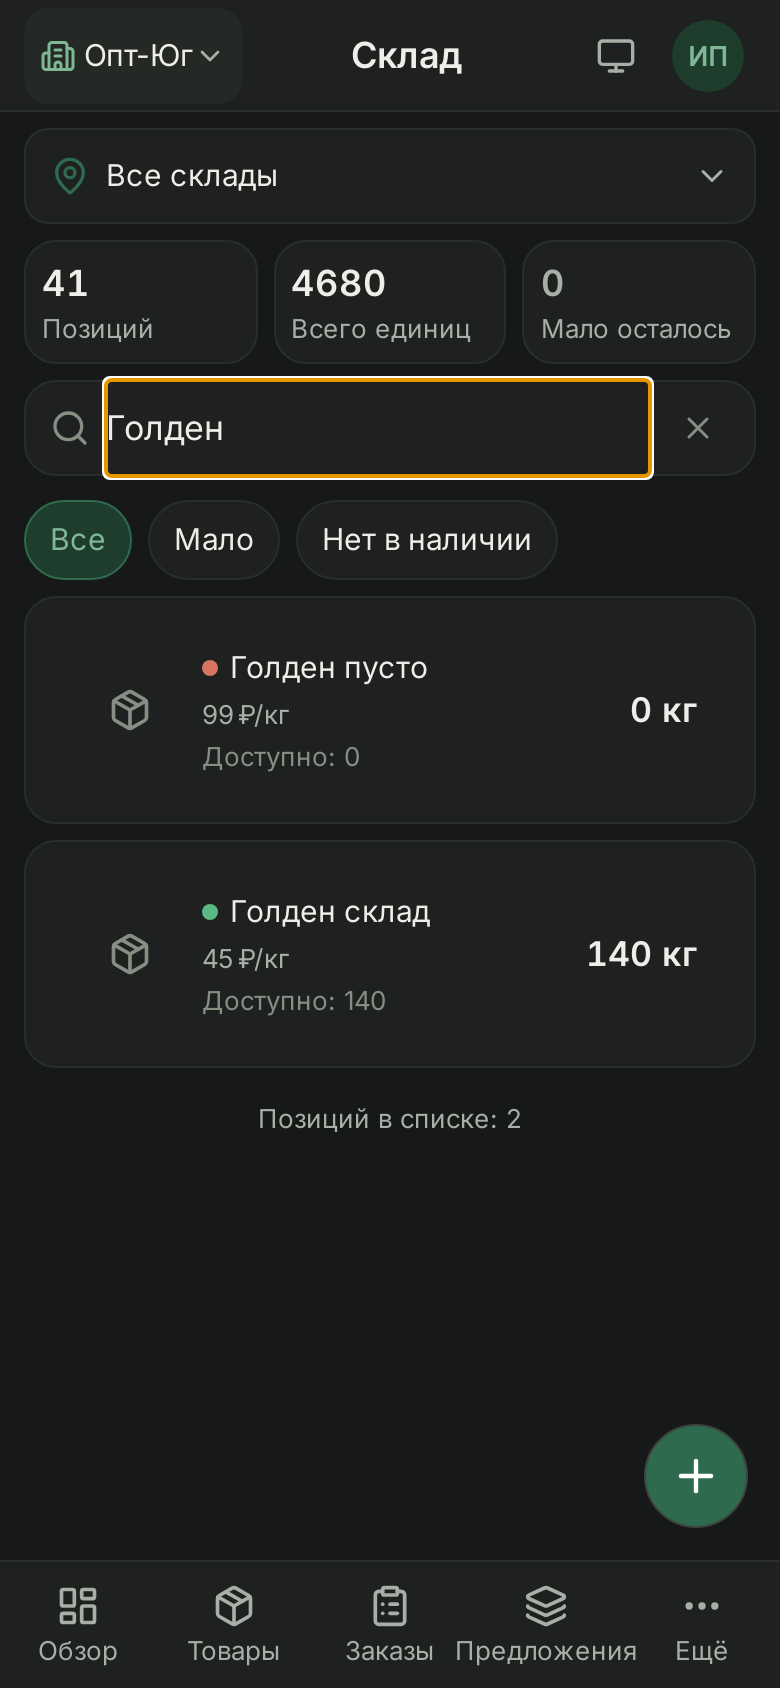 Опт-Юг
Склад
ИП
Все склады
41
Позиций
4680
Всего единиц
0
Мало осталось
Голден
Все
Мало
Нет в наличии
Голден пусто
99 ₽/кг
Доступно: 0
0 кг
Голден склад
45 ₽/кг
Доступно: 140
140 кг
Позиций в списке: 2
Обзор
Товары
Заказы
Предложения
Ещё